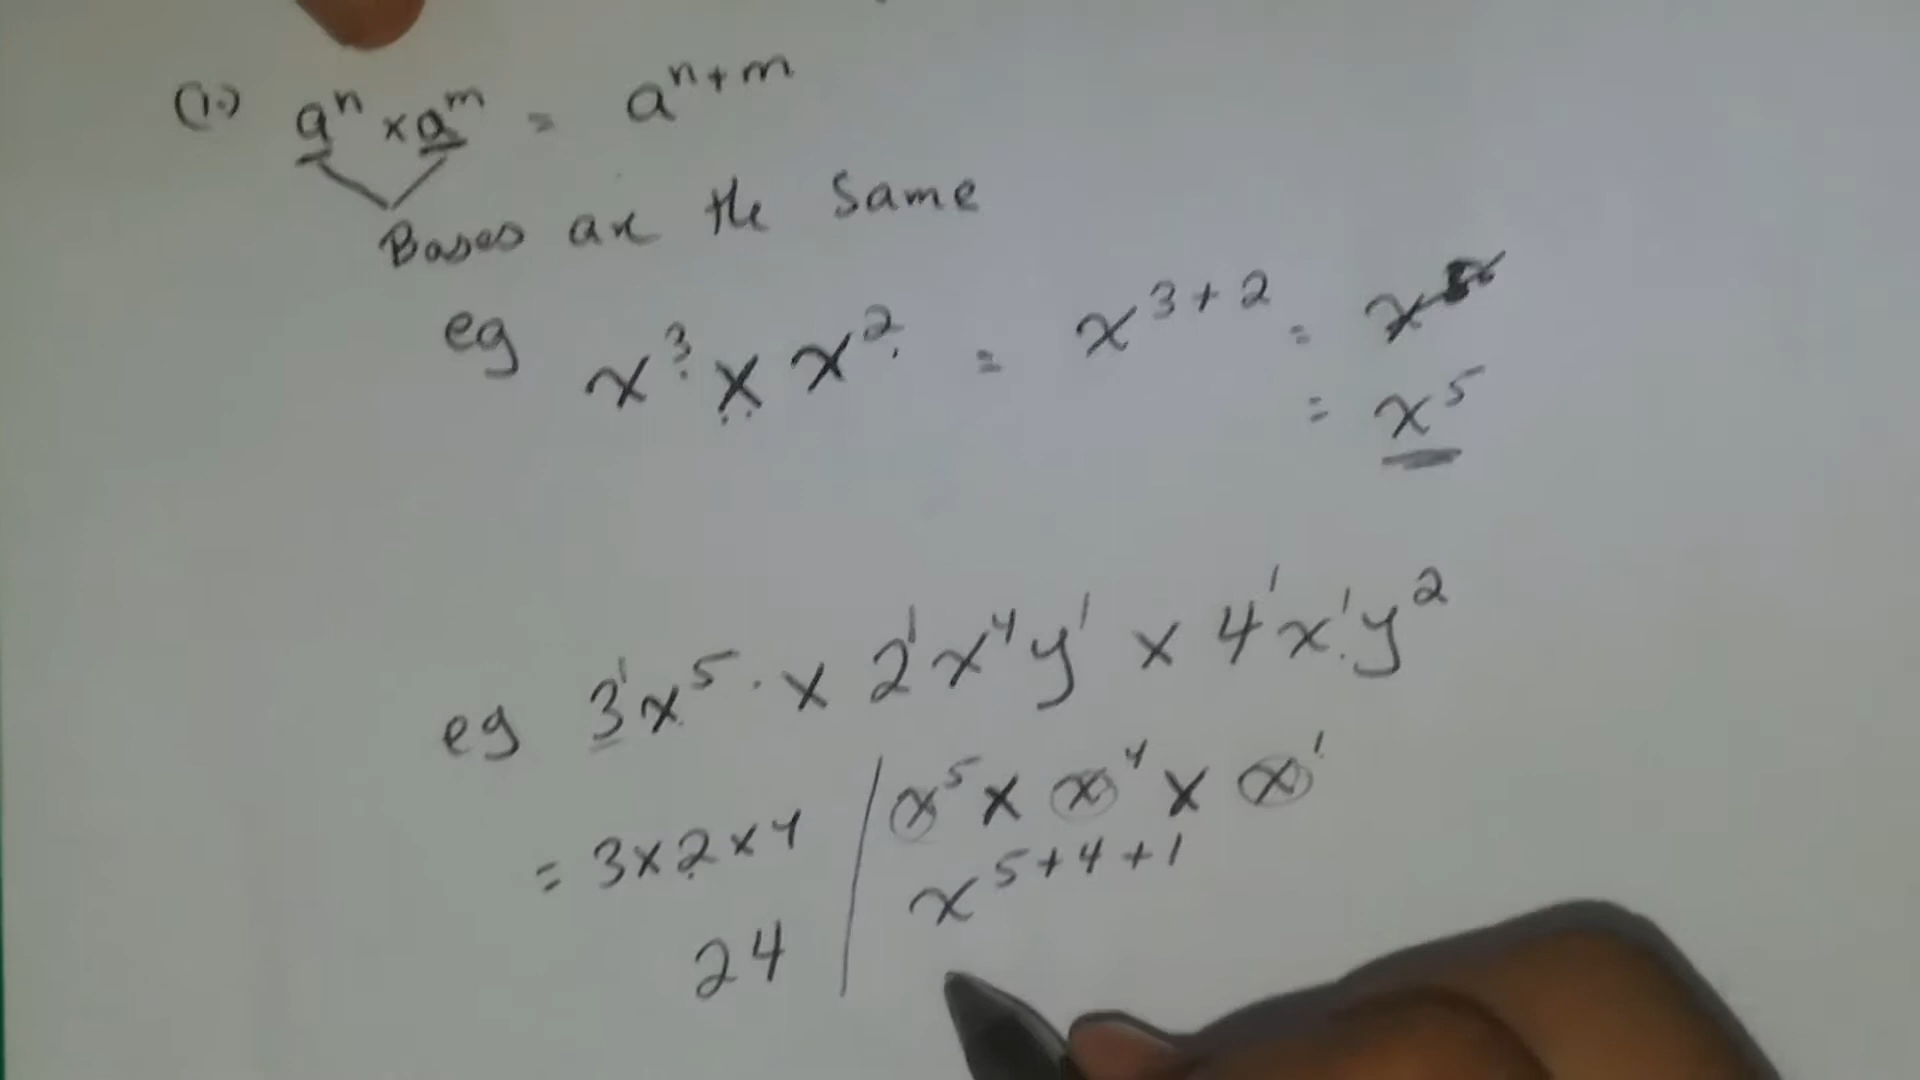 (1.) aⁿ × aᵐ = aⁿ⁺ᵐ
Bases are the same
eg x³ × x² = x³⁺² =
= x⁵
eg 3¹x⁵ · × 2¹x⁴y¹ × 4¹x¹y²
= 3×2×4 / x⁵ × x⁴ × x¹
24 / x⁵⁺⁴⁺¹